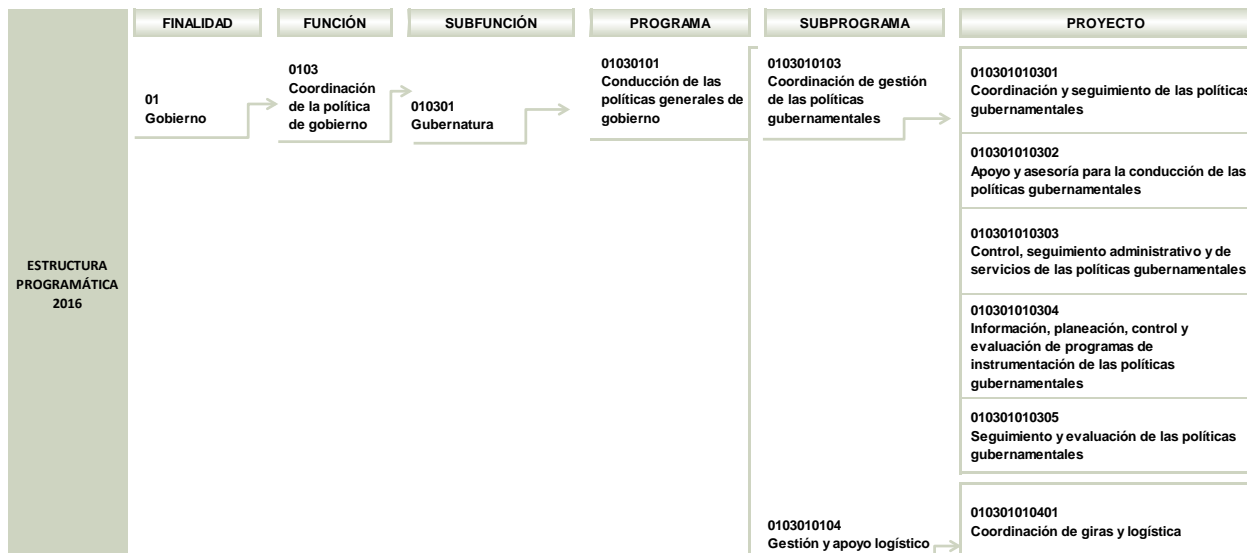 FINALIDAD
FUNCIÓN
SUBFUNCIÓN
PROGRAMA
SUBPROGRAMA
PROYECTO
ESTRUCTURA
PROGRAMÁTICA
2016
01
Gobierno
0103
Coordinación
de la política
de gobierno
010301
Gubernatura
01030101
Conducción de las
políticas generales de
gobierno
0103010103
Coordinación de gestión
de las políticas
gubernamentales
010301010301
Coordinación y seguimiento de las políticas
gubernamentales
010301010302
Apoyo y asesoría para la conducción de las
políticas gubernamentales
010301010303
Control, seguimiento administrativo y de
servicios de las políticas gubernamentales
010301010304
Información, planeación, control y
evaluación de programas de
instrumentación de las políticas
gubernamentales
010301010305
Seguimiento y evaluación de las políticas
gubernamentales
0103010104
Gestión y apoyo logístico
010301010401
Coordinación de giras y logística